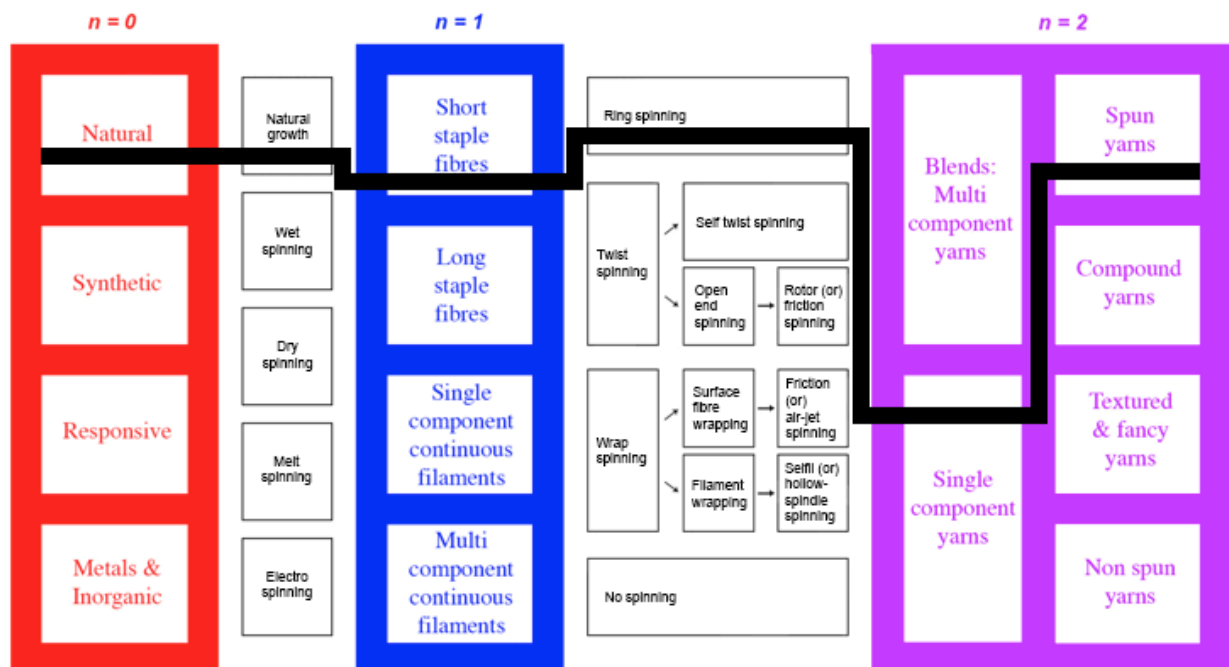 n = 0
n = 1
n = 2
Natural
Synthetic
Responsive
Metals &
Inorganic
Natural
growth
Wet
spinning
Dry
spinning
Melt
spinning
Electro
spinning
Short
staple
fibres
Long
staple
fibres
Single
component
continuous
filaments
Multi
component
continuous
filaments
Ring spinning
Twist
spinning
Self twist spinning
Open
end
spinning
Rotor (or)
friction
spinning
Wrap
spinning
Surface
fibre
wrapping
Friction
(or)
air-jet
spinning
Filament
wrapping
Selfil (or)
hollow-
spindle
spinning
No spinning
Blends:
Multi
component
yarns
Single
component
yarns
Spun
yarns
Compound
yarns
Textured
& fancy
yarns
Non spun
yarns